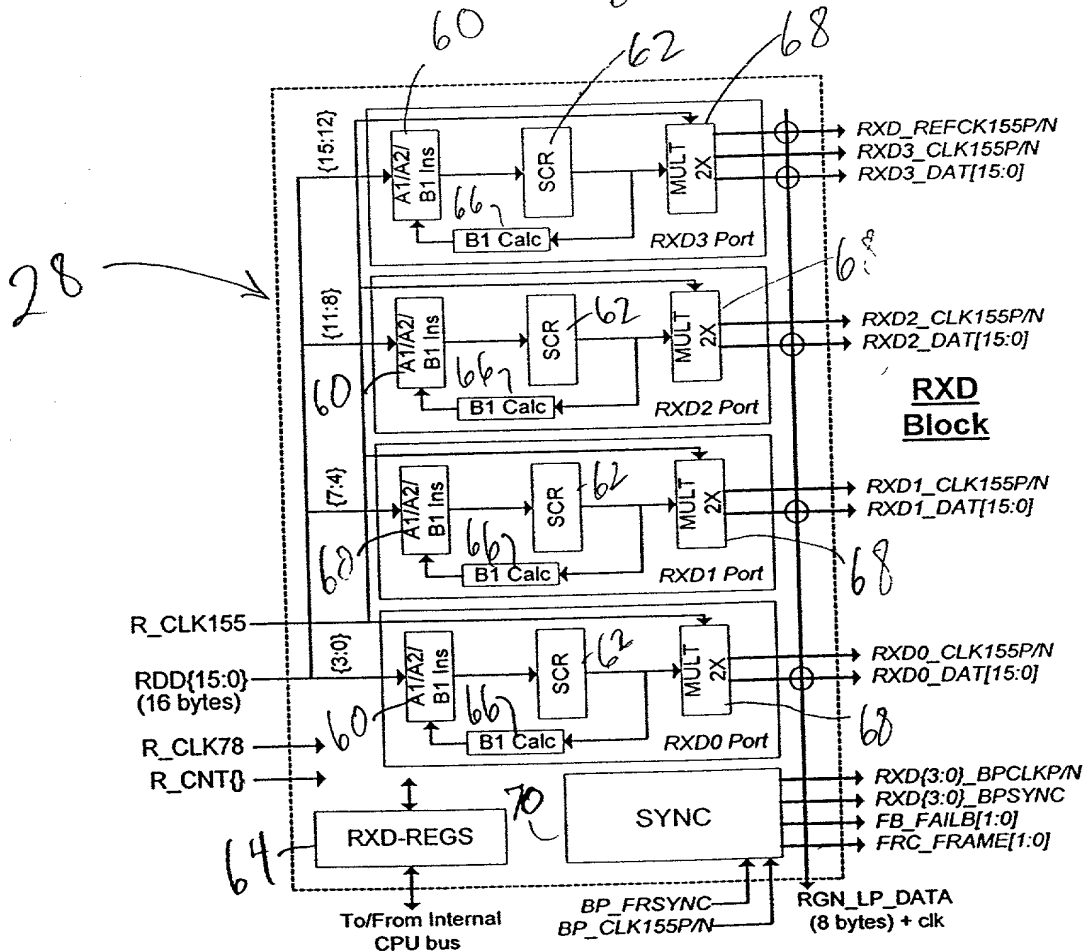 60
62
68
{15:12}
A1/A2/
B1 Ins
SCR
MULT
2X
RXD_REFCK155P/N
RXD3_CLK155P/N
RXD3_DAT[15:0]
66
B1 Calc
RXD3 Port
28
{11:8}
A1/A2/
B1 Ins
62
SCR
MULT
2X
68
RXD2_CLK155P/N
RXD2_DAT[15:0]
60
66
B1 Calc
RXD2 Port
RXD
Block
{7:4}
A1/A2/
B1 Ins
62
SCR
MULT
2X
RXD1_CLK155P/N
RXD1_DAT[15:0]
60
66
B1 Calc
RXD1 Port
68
R_CLK155
{3:0}
A1/A2/
B1 Ins
62
SCR
MULT
2X
RXD0_CLK155P/N
RXD0_DAT[15:0]
RDD{15:0}
(16 bytes)
60
66
B1 Calc
RXD0 Port
68
R_CLK78
R_CNT{}
70
SYNC
RXD{3:0}_BPCLKP/N
RXD{3:0}_BPSYNC
FB_FAILB[1:0]
FRC_FRAME[1:0]
64
RXD-REGS
BP_FRSYNC
BP_CLK155P/N
RGN_LP_DATA
(8 bytes) + clk
To/From Internal
CPU bus